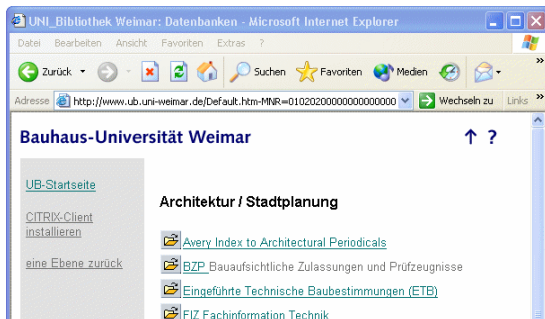 UNI_Bibliothek Weimar: Datenbanken - Microsoft Internet Explorer
Datei Bearbeiten Ansicht Favoriten Extras ?
Zurück Suchen Favoriten Medien »
Adresse http://www.ub.uni-weimar.de/Default.htm-MNR=01020200000000000000 Wechseln zu Links »
Bauhaus-Universität Weimar ↑ ?
UB-Startseite
Architektur / Stadtplanung
CITRIX-Client
installieren
eine Ebene zurück
Avery Index to Architectural Periodicals
BZP Bauaufsichtliche Zulassungen und Prüfzeugnisse
Eingeführte Technische Baubestimmungen (ETB)
FIZ Fachinformation Technik